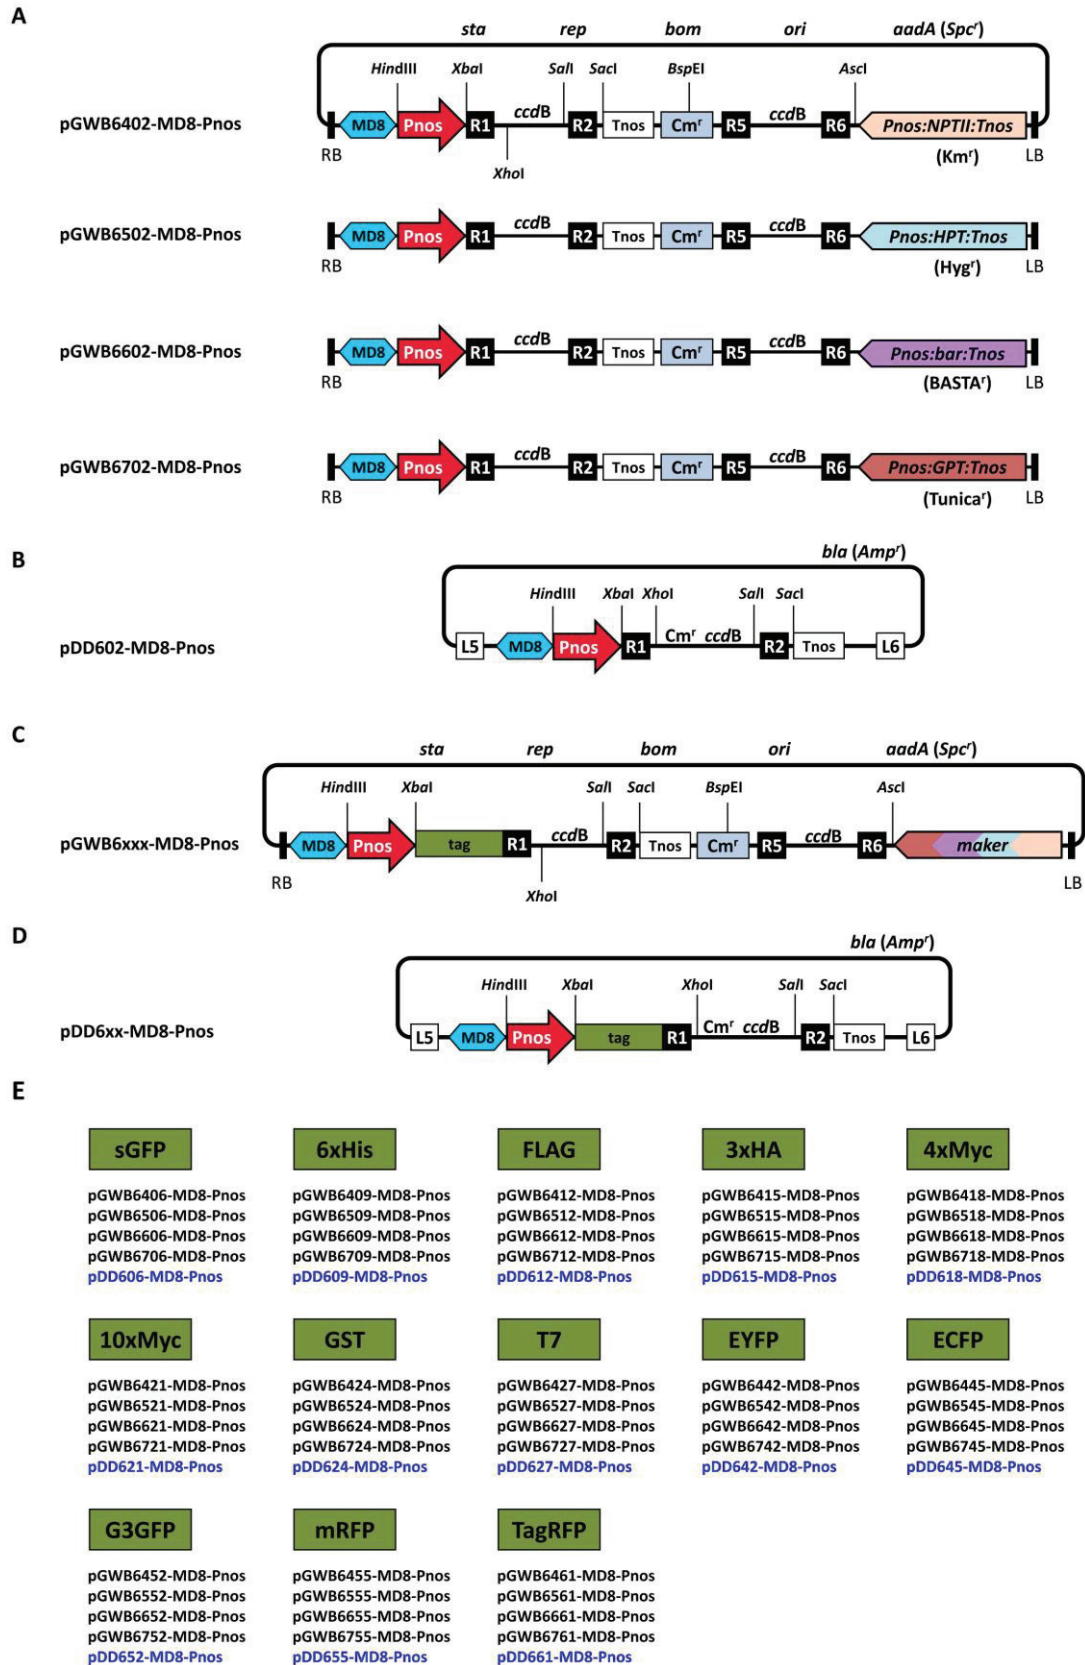 A
sta rep bom ori aadA (Spcʳ)
HindIII XbaI SalI SacI BspEI AscI
pGWB6402-MD8-Pnos
MD8 Pnos R1 ccdB R2 Tnos Cmʳ R5 ccdB R6 Pnos:NPTII:Tnos
RB XhoI (Kmʳ) LB
pGWB6502-MD8-Pnos
MD8 Pnos R1 ccdB R2 Tnos Cmʳ R5 ccdB R6 Pnos:HPT:Tnos
RB (Hygʳ) LB
pGWB6602-MD8-Pnos
MD8 Pnos R1 ccdB R2 Tnos Cmʳ R5 ccdB R6 Pnos:bar:Tnos
RB (BASTAʳ) LB
pGWB6702-MD8-Pnos
MD8 Pnos R1 ccdB R2 Tnos Cmʳ R5 ccdB R6 Pnos:GPT:Tnos
RB (Tunicaʳ) LB
B
bla (Ampʳ)
HindIII XbaI XhoI SalI SacI
pDD602-MD8-Pnos
L5 MD8 Pnos R1 Cmʳ ccdB R2 Tnos L6
C
sta rep bom ori aadA (Spcʳ)
HindIII XbaI SalI SacI BspEI AscI
pGWB6xxx-MD8-Pnos
MD8 Pnos tag R1 ccdB R2 Tnos Cmʳ R5 ccdB R6 maker
RB XhoI LB
D
bla (Ampʳ)
HindIII XbaI XhoI SalI SacI
pDD6xx-MD8-Pnos
L5 MD8 Pnos tag R1 Cmʳ ccdB R2 Tnos L6
E
sGFP 6xHis FLAG 3xHA 4xMyc
pGWB6406-MD8-Pnos pGWB6409-MD8-Pnos pGWB6412-MD8-Pnos pGWB6415-MD8-Pnos pGWB6418-MD8-Pnos
pGWB6506-MD8-Pnos pGWB6509-MD8-Pnos pGWB6512-MD8-Pnos pGWB6515-MD8-Pnos pGWB6518-MD8-Pnos
pGWB6606-MD8-Pnos pGWB6609-MD8-Pnos pGWB6612-MD8-Pnos pGWB6615-MD8-Pnos pGWB6618-MD8-Pnos
pGWB6706-MD8-Pnos pGWB6709-MD8-Pnos pGWB6712-MD8-Pnos pGWB6715-MD8-Pnos pGWB6718-MD8-Pnos
pDD606-MD8-Pnos pDD609-MD8-Pnos pDD612-MD8-Pnos pDD615-MD8-Pnos pDD618-MD8-Pnos
10xMyc GST T7 EYFP ECFP
pGWB6421-MD8-Pnos pGWB6424-MD8-Pnos pGWB6427-MD8-Pnos pGWB6442-MD8-Pnos pGWB6445-MD8-Pnos
pGWB6521-MD8-Pnos pGWB6524-MD8-Pnos pGWB6527-MD8-Pnos pGWB6542-MD8-Pnos pGWB6545-MD8-Pnos
pGWB6621-MD8-Pnos pGWB6624-MD8-Pnos pGWB6627-MD8-Pnos pGWB6642-MD8-Pnos pGWB6645-MD8-Pnos
pGWB6721-MD8-Pnos pGWB6724-MD8-Pnos pGWB6727-MD8-Pnos pGWB6742-MD8-Pnos pGWB6745-MD8-Pnos
pDD621-MD8-Pnos pDD624-MD8-Pnos pDD627-MD8-Pnos pDD642-MD8-Pnos pDD645-MD8-Pnos
G3GFP mRFP TagRFP
pGWB6452-MD8-Pnos pGWB6455-MD8-Pnos pGWB6461-MD8-Pnos
pGWB6552-MD8-Pnos pGWB6555-MD8-Pnos pGWB6561-MD8-Pnos
pGWB6652-MD8-Pnos pGWB6655-MD8-Pnos pGWB6661-MD8-Pnos
pGWB6752-MD8-Pnos pGWB6755-MD8-Pnos pGWB6761-MD8-Pnos
pDD652-MD8-Pnos pDD655-MD8-Pnos pDD661-MD8-Pnos